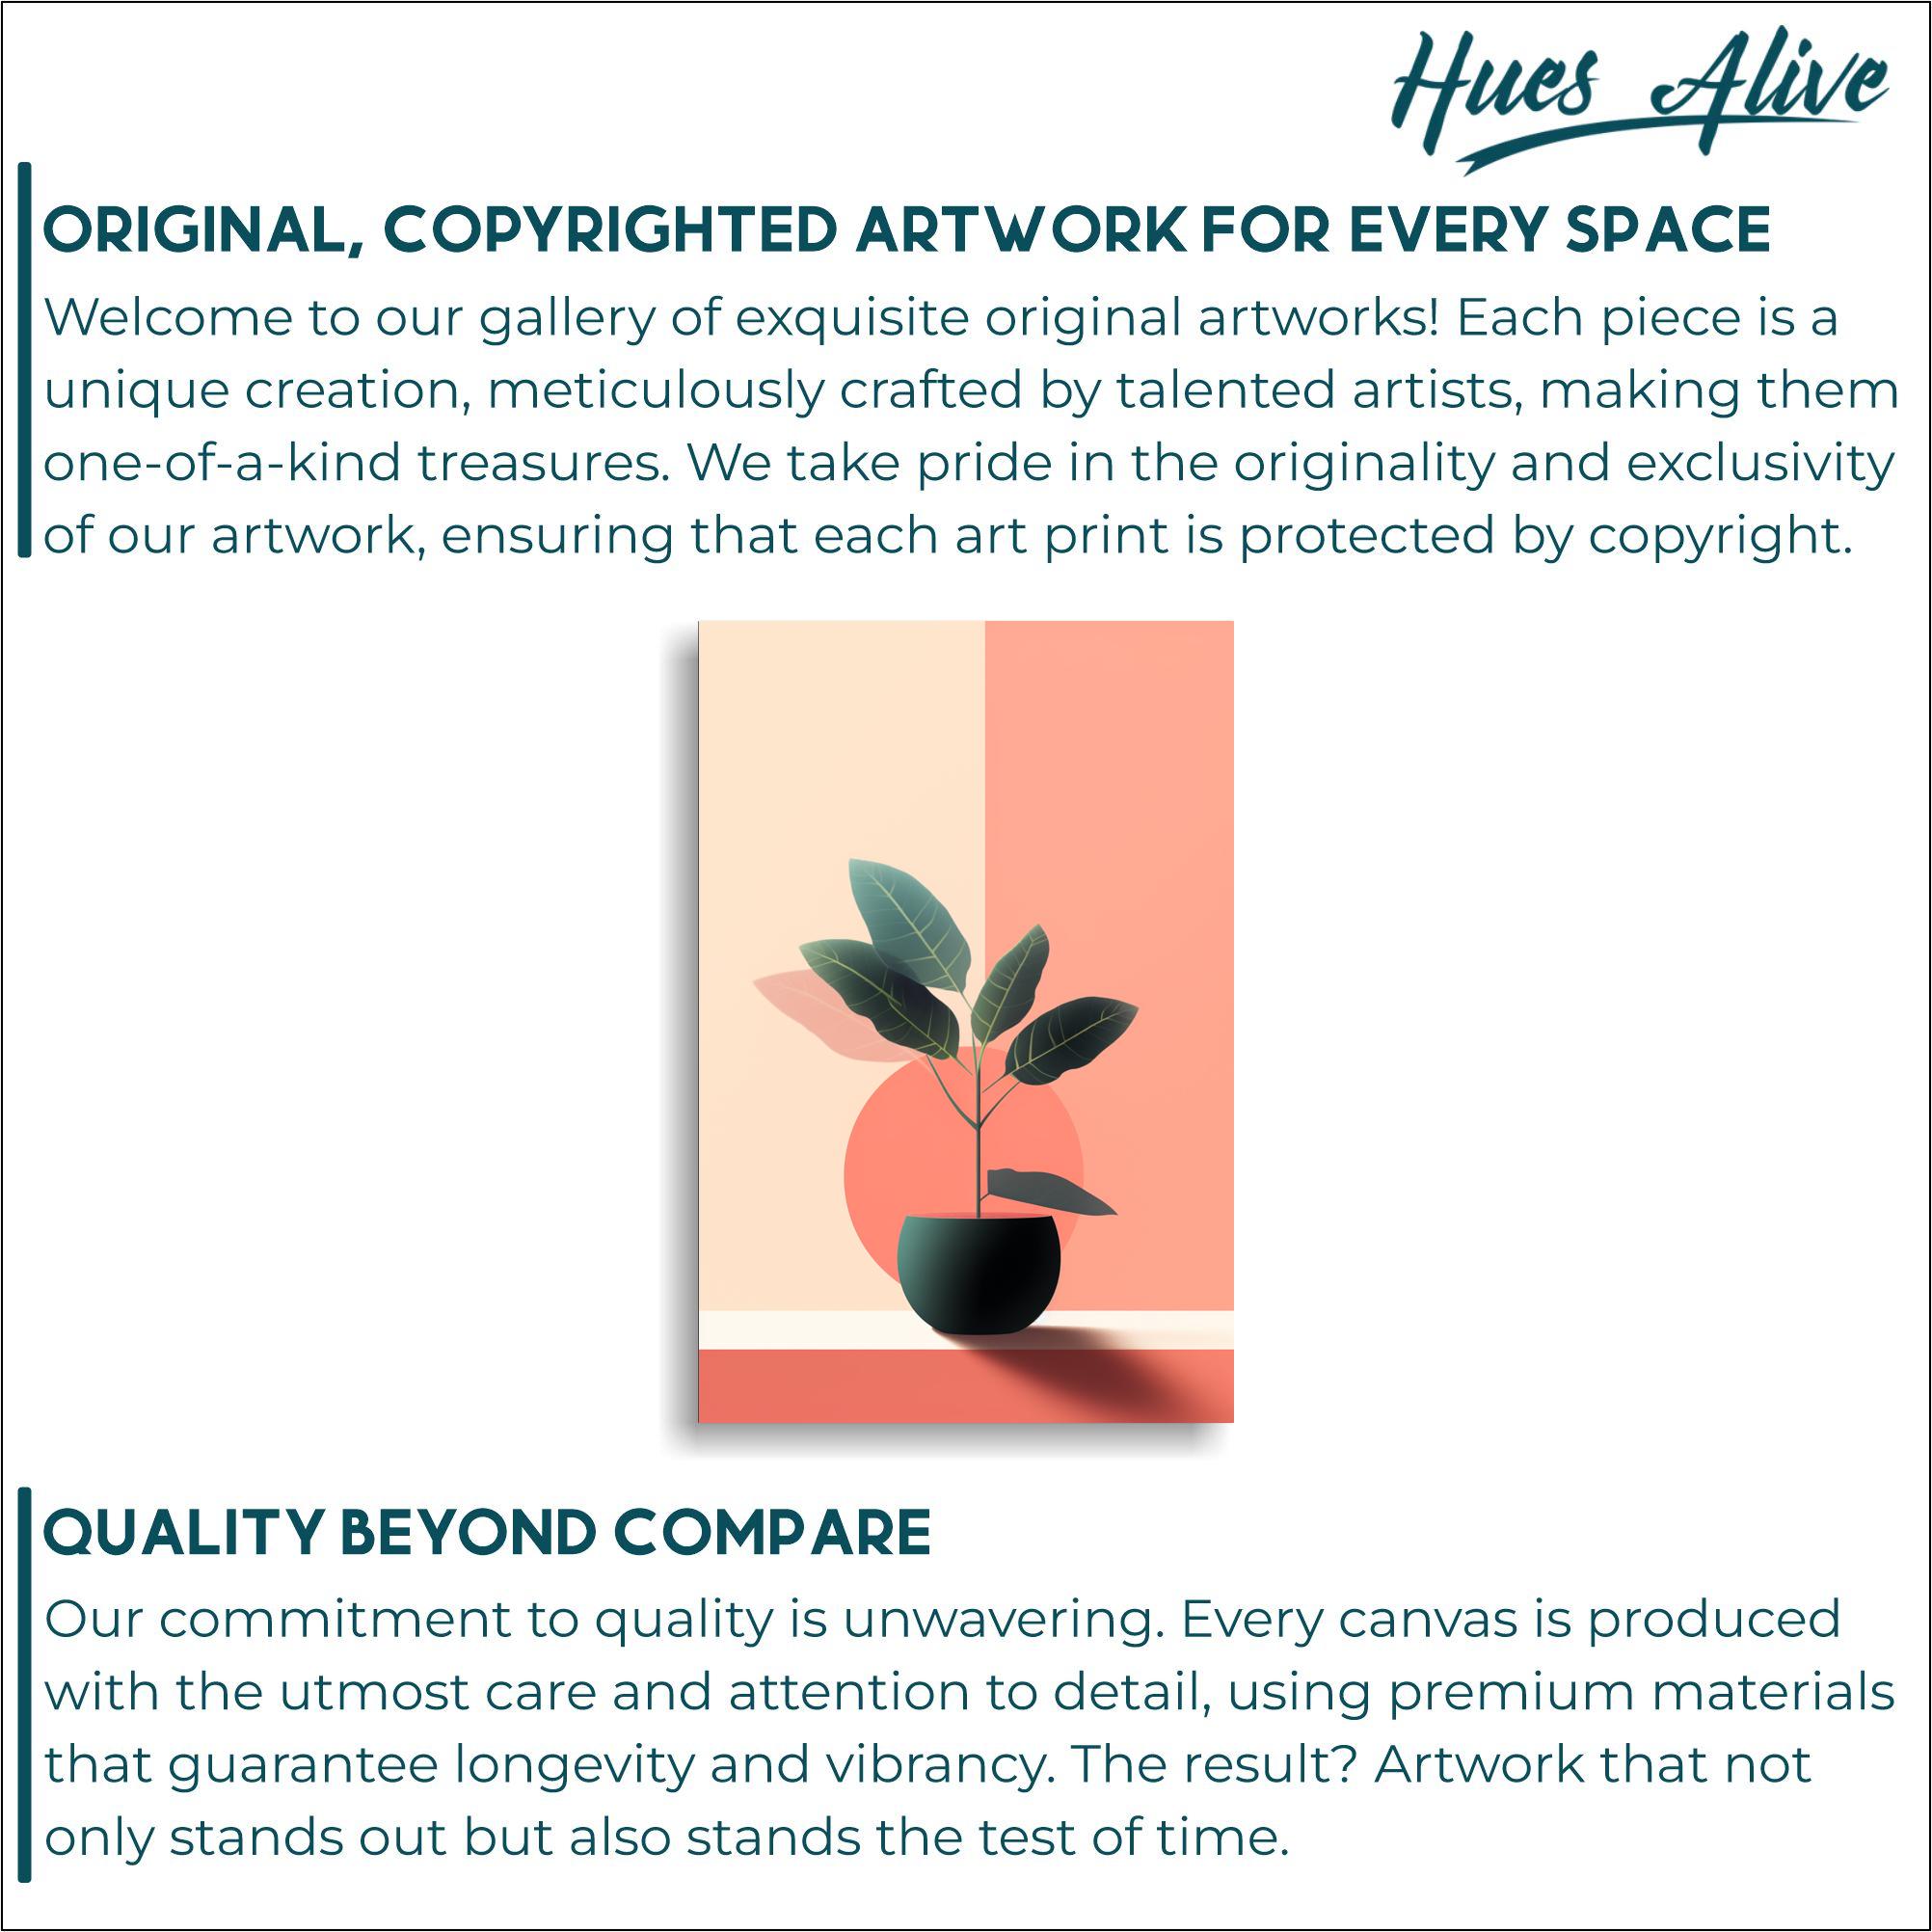 Hues Alive
ORIGINAL, COPYRIGHTED ARTWORK FOR EVERY SPACE
Welcome to our gallery of exquisite original artworks! Each piece is a
unique creation, meticulously crafted by talented artists, making them
one-of-a-kind treasures. We take pride in the originality and exclusivity
of our artwork, ensuring that each art print is protected by copyright.
QUALITY BEYOND COMPARE
Our commitment to quality is unwavering. Every canvas is produced
with the utmost care and attention to detail, using premium materials
that guarantee longevity and vibrancy. The result? Artwork that not
only stands out but also stands the test of time.